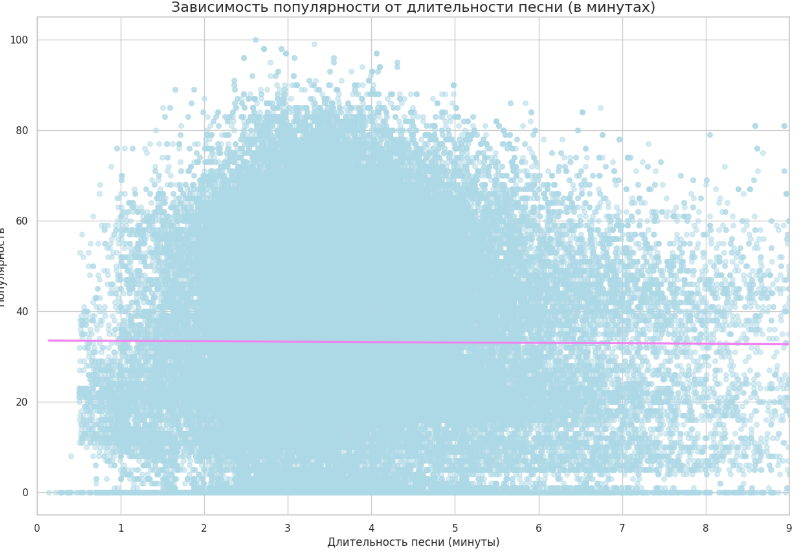 Зависимость популярности от длительности песни (в минутах)
100
80
60
40
20
0
0 1 2 3 4 5 6 7 8 9
Длительность песни (минуты)